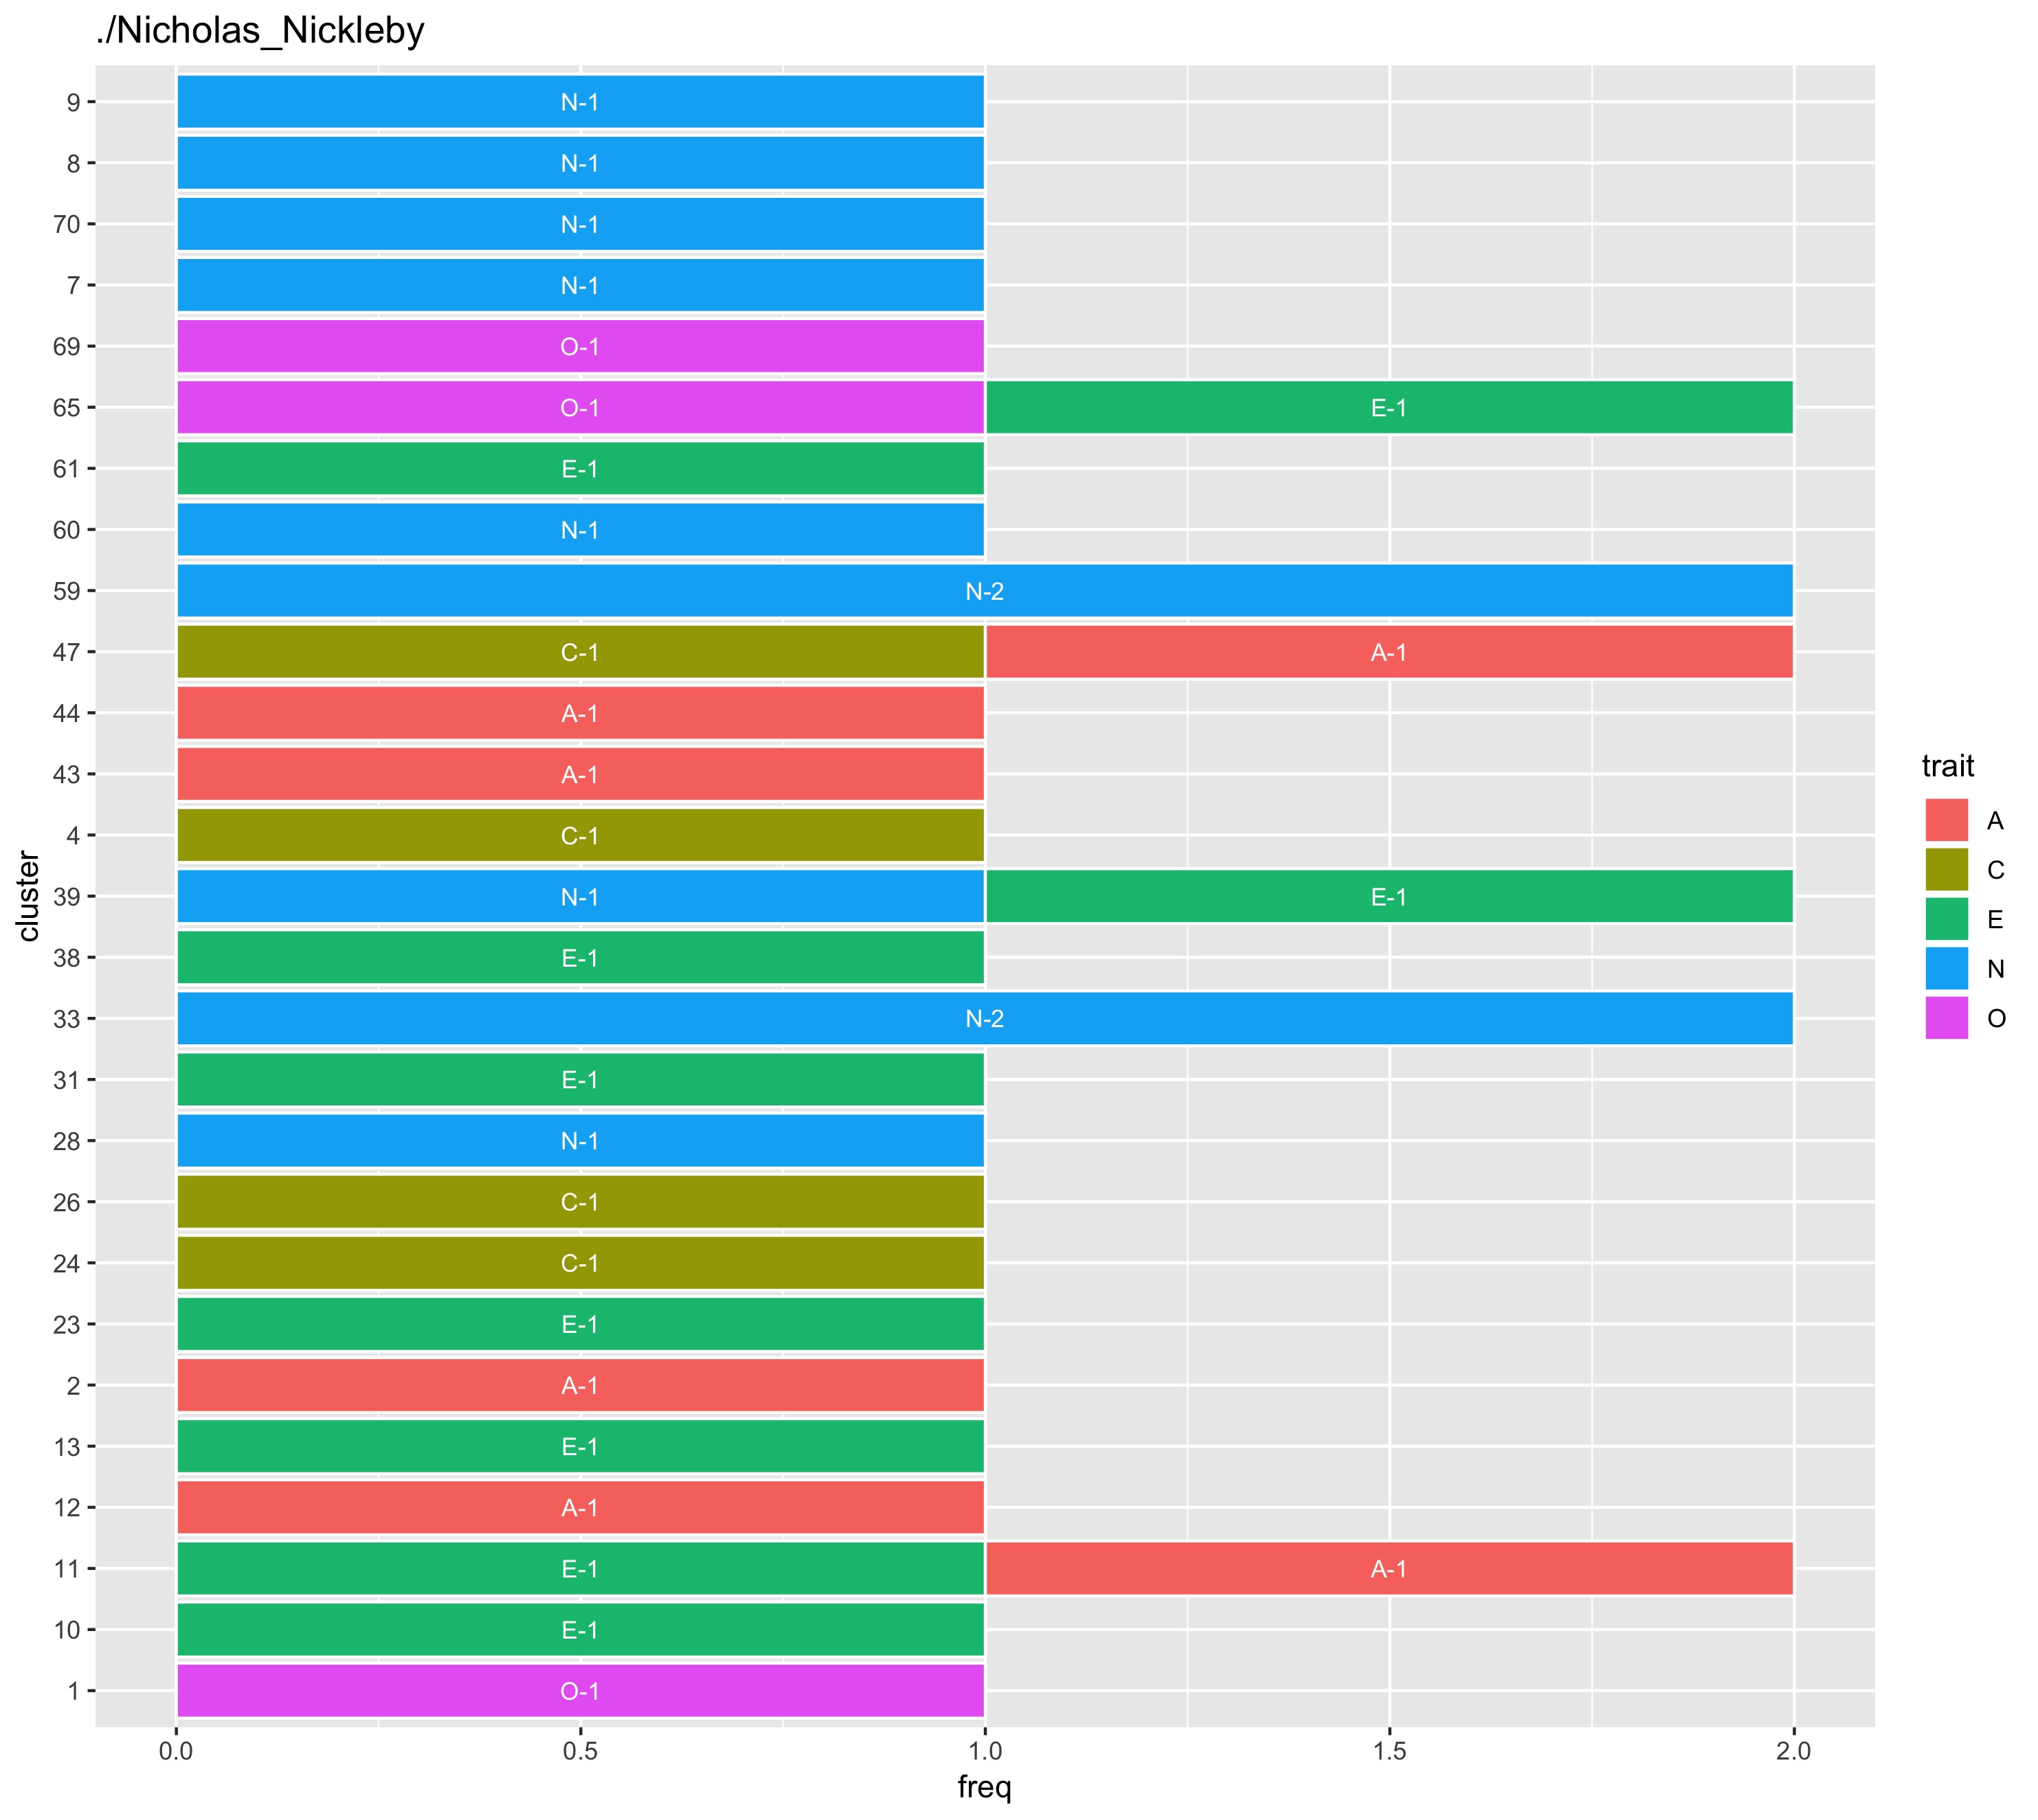 ./Nicholas_Nickleby
9 N-1
8 N-1
70 N-1
7 N-1
69 O-1
65 O-1 E-1
61 E-1
60 N-1
59 N-2
47 C-1 A-1
44 A-1
43 A-1
4 C-1
39 N-1 E-1
38 E-1
33 N-2
31 E-1
28 N-1
26 C-1
24 C-1
23 E-1
2 A-1
13 E-1
12 A-1
11 E-1 A-1
10 E-1
1 O-1
0.0 0.5 1.0 1.5 2.0
freq
cluster
trait
A
C
E
N
O